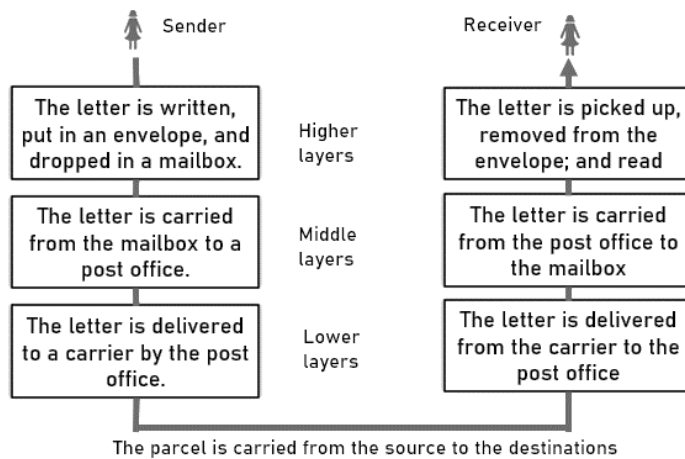 Sender
Receiver
The letter is written,
put in an envelope, and
dropped in a mailbox.
Higher
layers
The letter is picked up,
removed from the
envelope; and read
The letter is carried
from the mailbox to a
post office.
Middle
layers
The letter is carried
from the post office to
the mailbox
The letter is delivered
to a carrier by the post
office.
Lower
layers
The letter is delivered
from the carrier to the
post office
The parcel is carried from the source to the destinations